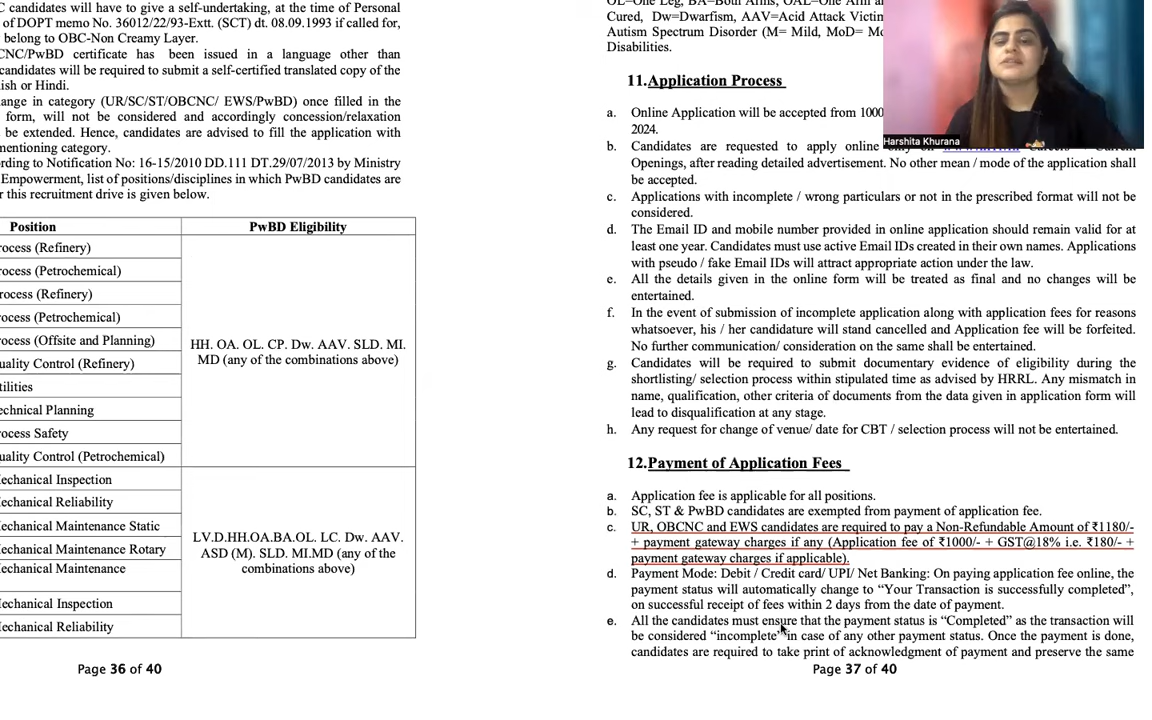 C candidates will have to give a self-undertaking, at the time of Personal
of DOPT memo No. 36012/22/93-Extt. (SCT) dt. 08.09.1993 if called for,
belong to OBC-Non Creamy Layer.
CNC/PwBD certificate has been issued in a language other than
candidates will be required to submit a self-certified translated copy of the
ish or Hindi.
ange in category (UR/SC/ST/OBCNC/ EWS/PwBD) once filled in the
form, will not be considered and accordingly concession/relaxation
be extended. Hence, candidates are advised to fill the application with
mentioning category.
rding to Notification No: 16-15/2010 DD.111 DT.29/07/2013 by Ministry
Empowerment, list of positions/disciplines in which PwBD candidates are
r this recruitment drive is given below.
Position PwBD Eligibility
rocess (Refinery)
rocess (Petrochemical)
rocess (Refinery)
rocess (Petrochemical)
rocess (Offsite and Planning)
uality Control (Refinery)
tilities
echnical Planning
rocess Safety
uality Control (Petrochemical)
HH. OA. OL. CP. Dw. AAV. SLD. MI.
MD (any of the combinations above)
echanical Inspection
echanical Reliability
echanical Maintenance Static
echanical Maintenance Rotary
echanical Maintenance
echanical Inspection
echanical Reliability
LV.D.HH.OA.BA.OL. LC. Dw. AAV.
ASD (M). SLD. MI.MD (any of the
combinations above)
Page 36 of 40
OL=One Leg, BA=Both Arms, OAL=One Arm
Cured, Dw=Dwarfism, AAV=Acid Attack Victim
Autism Spectrum Disorder (M= Mild, MoD=
Disabilities.
11.Application Process
a. Online Application will be accepted from 1000
2024.
b. Candidates are requested to apply online
Openings, after reading detailed advertisement. No other mean / mode of the application shall
be accepted.
c. Applications with incomplete / wrong particulars or not in the prescribed format will not be
considered.
d. The Email ID and mobile number provided in online application should remain valid for at
least one year. Candidates must use active Email IDs created in their own names. Applications
with pseudo / fake Email IDs will attract appropriate action under the law.
e. All the details given in the online form will be treated as final and no changes will be
entertained.
f. In the event of submission of incomplete application along with application fees for reasons
whatsoever, his / her candidature will stand cancelled and Application fee will be forfeited.
No further communication/ consideration on the same shall be entertained.
g. Candidates will be required to submit documentary evidence of eligibility during the
shortlisting/ selection process within stipulated time as advised by HRRL. Any mismatch in
name, qualification, other criteria of documents from the data given in application form will
lead to disqualification at any stage.
h. Any request for change of venue/ date for CBT / selection process will not be entertained.
12.Payment of Application Fees
a. Application fee is applicable for all positions.
b. SC, ST & PwBD candidates are exempted from payment of application fee.
c. UR, OBCNC and EWS candidates are required to pay a Non-Refundable Amount of ₹1180/-
+ payment gateway charges if any (Application fee of ₹1000/- + GST@18% i.e. ₹180/- +
payment gateway charges if applicable).
d. Payment Mode: Debit / Credit card/ UPI/ Net Banking: On paying application fee online, the
payment status will automatically change to “Your Transaction is successfully completed”,
on successful receipt of fees within 2 days from the date of payment.
e. All the candidates must ensure that the payment status is “Completed” as the transaction will
be considered “incomplete” in case of any other payment status. Once the payment is done,
candidates are required to take print of acknowledgment of payment and preserve the same
Page 37 of 40
Harshita Khurana